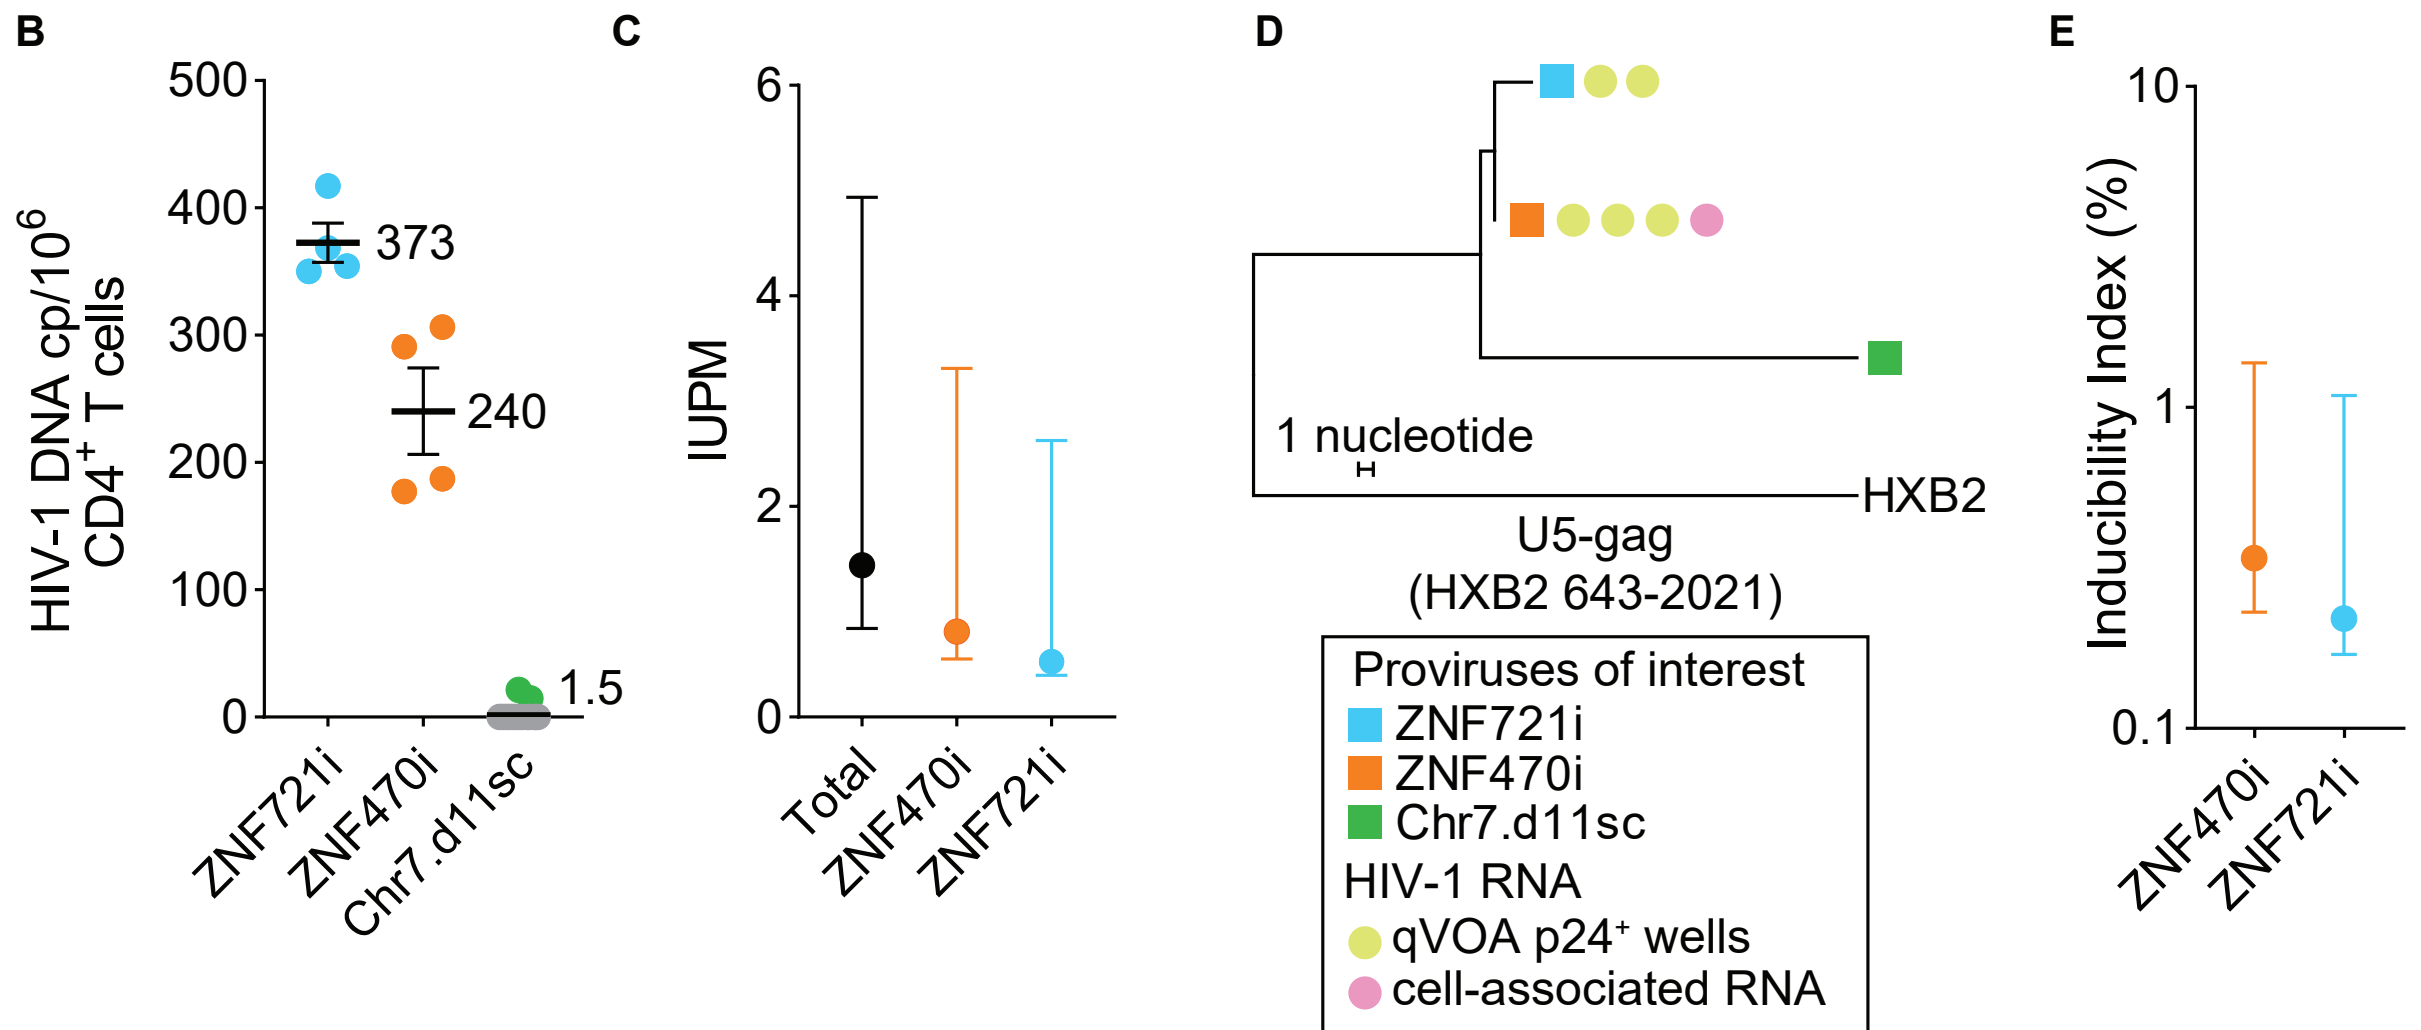 B
HIV-1 DNA cp/10⁶
CD4⁺ T cells
500
400
300
200
100
0
373
240
1.5
ZNF721i
ZNF470i
Chr7.d11sc
C
IUPM
6
4
2
0
Total
ZNF470i
ZNF721i
D
1 nucleotide
HXB2
U5-gag
(HXB2 643-2021)
Proviruses of interest
ZNF721i
ZNF470i
Chr7.d11sc
HIV-1 RNA
qVOA p24⁺ wells
cell-associated RNA
E
Inducibility Index (%)
10
1
0.1
ZNF470i
ZNF721i